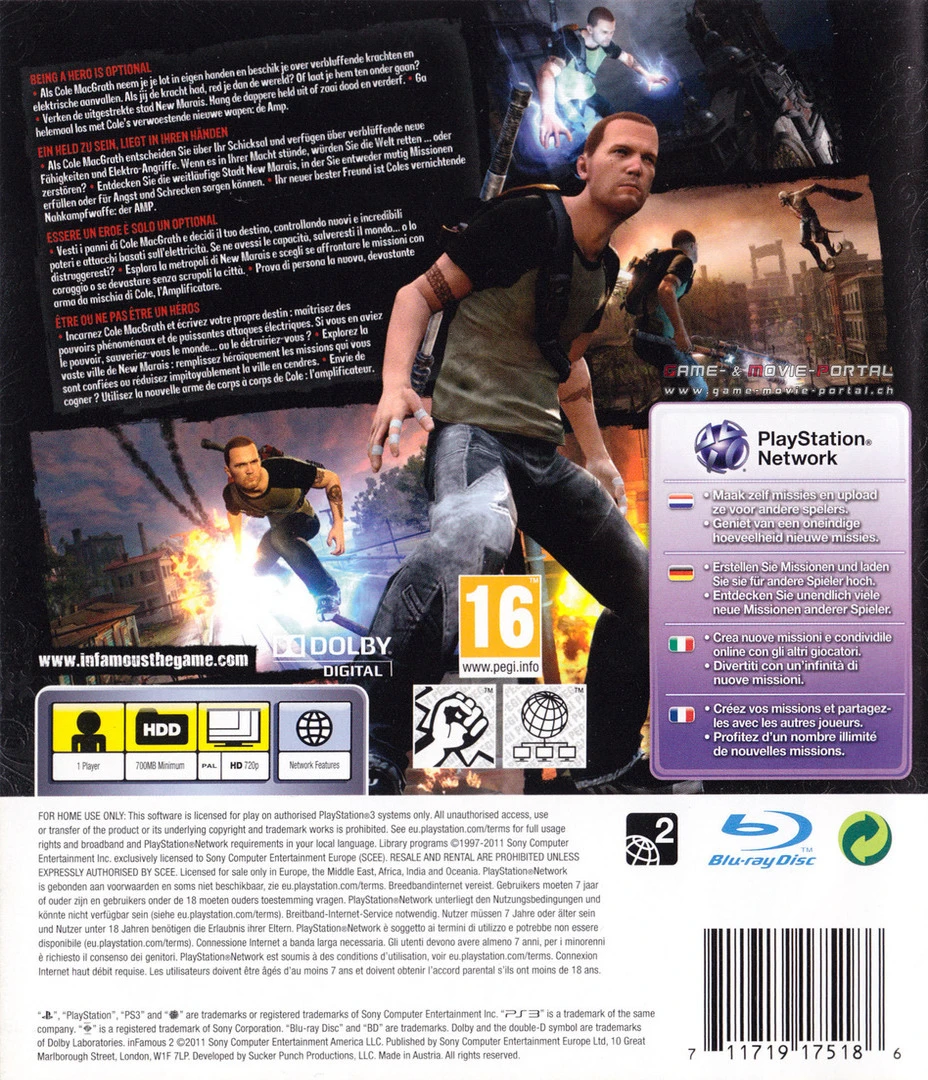 BEING A HERO IS OPTIONAL
• Als Cole MacGrath neem je je lot in eigen handen en beschik je over verbluffende krachten en
elektrische aanvallen. Als jij de kracht had, red je dan de wereld? Of laat je hem ten onder gaan?
• Verken de uitgestrekte stad New Marais. Hang de dappere held uit of zaai dood en verderf. • Ga
helemaal los met Cole's verwoestende nieuwe wapen: de Amp.
EIN HELD ZU SEIN, LIEGT IN IHREN HÄNDEN
• Als Cole MacGrath entscheiden Sie über Ihr Schicksal und verfügen über verblüffende neue
Fähigkeiten und Elektro-Angriffe. Wenn es in Ihrer Macht stünde, würden Sie die Welt retten ... oder
zerstören? • Entdecken Sie die weitläufige Stadt New Marais, in der Sie entweder mutig Missionen
erfüllen oder für Angst und Schrecken sorgen können. • Ihr neuer bester Freund ist Coles vernichtende
Nahkampfwaffe: der AMP.
ESSERE UN EROE È SOLO UN OPTIONAL
• Vesti i panni di Cole MacGrath e decidi il tuo destino, controllando nuovi e incredibili
poteri e attacchi basati sull'elettricità. Se ne avessi le capacità, salveresti il mondo... o lo
distruggeresti? • Esplora la metropoli di New Marais e scegli se affrontare le missioni con
coraggio o se devastare senza scrupoli la città. • Prova di persona la nuova, devastante
arma da mischia di Cole, l'Amplificatore.
ÊTRE OU NE PAS ÊTRE UN HÉROS
• Incarnez Cole MacGrath et écrivez votre propre destin : maîtrisez des
pouvoirs phénoménaux et de puissantes attaques électriques. Si vous en aviez
le pouvoir, sauveriez-vous le monde... ou le détruiriez-vous ? • Explorez la
vaste ville de New Marais : remplissez héroïquement les missions qui vous
sont confiées ou réduisez impitoyablement la ville en cendres. • Envie de
cogner ? Utilisez la nouvelle arme de corps à corps de Cole : l'amplificateur.
GAME- & MOVIE-PORTAL
www.game-movie-portal.ch
PlayStation®
Network
• Maak zelf missies en upload
ze voor andere spelers.
• Geniet van een oneindige
hoeveelheid nieuwe missies.
• Erstellen Sie Missionen und laden
Sie sie für andere Spieler hoch.
• Entdecken Sie unendlich viele
neue Missionen anderer Spieler.
• Crea nuove missioni e condividile
online con gli altri giocatori.
• Divertiti con un'infinità di
nuove missioni.
• Créez vos missions et partagez-
les avec les autres joueurs.
• Profitez d'un nombre illimité
de nouvelles missions.
www.infamousthegame.com
DOLBY
DIGITAL
16
www.pegi.info
HDD
1 Player
700MB Minimum
PAL HD 720p
Network Features
FOR HOME USE ONLY: This software is licensed for play on authorised PlayStation®3 systems only. All unauthorised access, use
or transfer of the product or its underlying copyright and trademark works is prohibited. See eu.playstation.com/terms for full usage
rights and broadband and PlayStation®Network requirements in your local language. Library programs ©1997-2011 Sony Computer
Entertainment Inc. exclusively licensed to Sony Computer Entertainment Europe (SCEE). RESALE AND RENTAL ARE PROHIBITED UNLESS
EXPRESSLY AUTHORISED BY SCEE. Licensed for sale only in Europe, the Middle East, Africa, India and Oceania. PlayStation®Network
is gebonden aan voorwaarden en soms niet beschikbaar, zie eu.playstation.com/terms. Breedbandinternet vereist. Gebruikers moeten 7 jaar
of ouder zijn en gebruikers onder de 18 moeten ouders toestemming vragen. PlayStation®Network unterliegt den Nutzungsbedingungen und
könnte nicht verfügbar sein (siehe eu.playstation.com/terms). Breitband-Internet-Service notwendig. Nutzer müssen 7 Jahre oder älter sein
und Nutzer unter 18 Jahren benötigen die Erlaubnis ihrer Eltern. PlayStation®Network è soggetto ai termini di utilizzo e potrebbe non essere
disponibile (eu.playstation.com/terms). Connessione Internet a banda larga necessaria. Gli utenti devono avere almeno 7 anni, per i minorenni
è richiesto il consenso dei genitori. PlayStation®Network est soumis à des conditions d'utilisation, voir eu.playstation.com/terms. Connexion
Internet haut débit requise. Les utilisateurs doivent être âgés d'au moins 7 ans et doivent obtenir l'accord parental s'ils ont moins de 18 ans.
2
Blu-ray Disc™
"", "PlayStation", "PS3" and "" are trademarks or registered trademarks of Sony Computer Entertainment Inc. "PS3" is a trademark of the same
company. "" is a registered trademark of Sony Corporation. "Blu-ray Disc" and "BD" are trademarks. Dolby and the double-D symbol are trademarks
of Dolby Laboratories. inFamous 2 ©2011 Sony Computer Entertainment America LLC. Published by Sony Computer Entertainment Europe Ltd, 10 Great
Marlborough Street, London, W1F 7LP. Developed by Sucker Punch Productions, LLC. Made in Austria. All rights reserved.
7 11719 17518 6